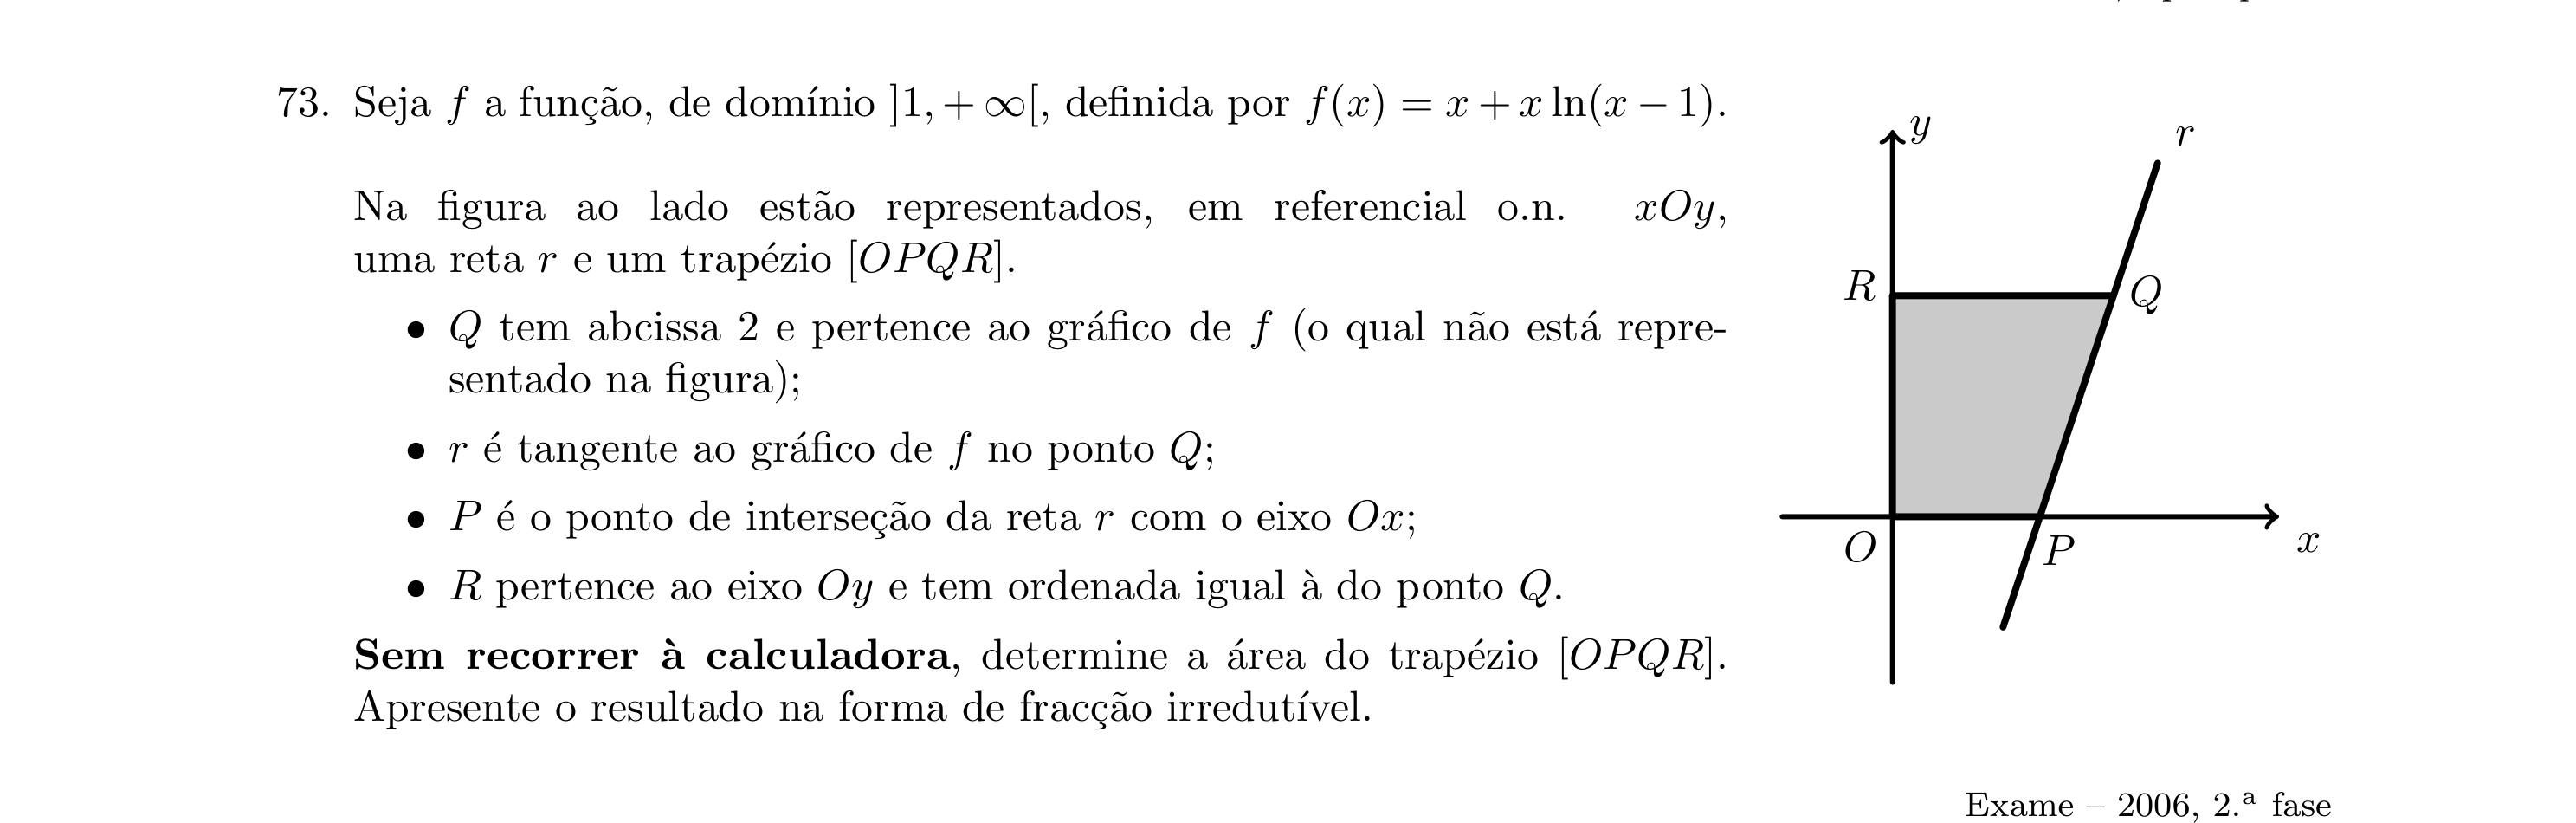 73. Seja f a função, de domínio ]1, + ∞[, definida por f(x) = x + x ln(x − 1).
Na figura ao lado estão representados, em referencial o.n. xOy,
uma reta r e um trapézio [OPQR].
• Q tem abcissa 2 e pertence ao gráfico de f (o qual não está repre-
sentado na figura);
• r é tangente ao gráfico de f no ponto Q;
• P é o ponto de interseção da reta r com o eixo Ox;
• R pertence ao eixo Oy e tem ordenada igual à do ponto Q.
Sem recorrer à calculadora, determine a área do trapézio [OPQR].
Apresente o resultado na forma de fracção irredutível.
y
r
R
Q
O
P
x
Exame – 2006, 2.ª fase